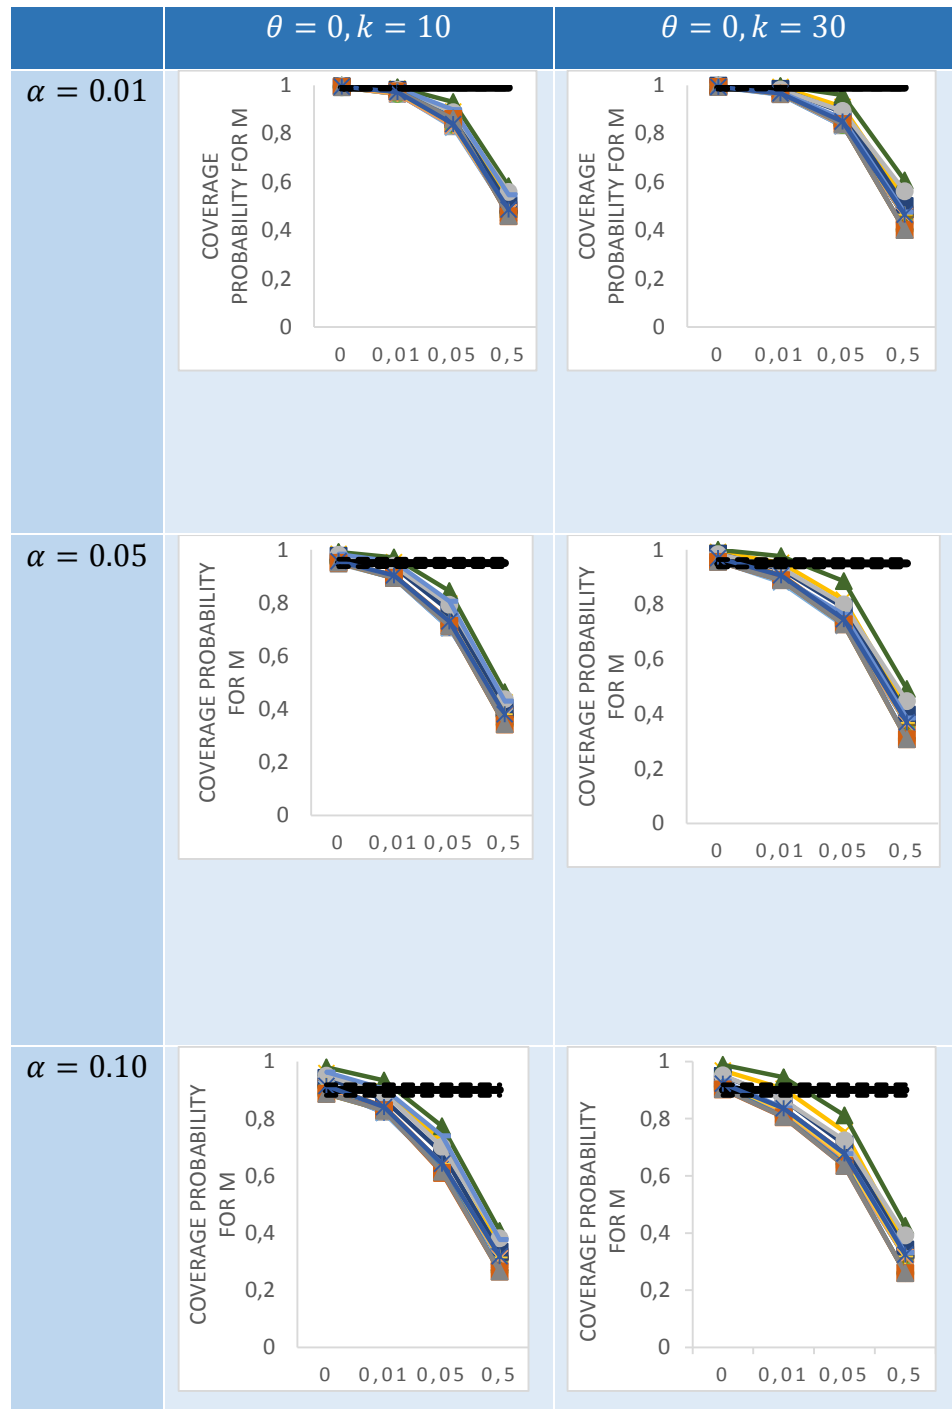 θ = 0, k = 10
θ = 0, k = 30
α = 0.01
COVERAGE
PROBABILITY FOR M
1
0,8
0,6
0,4
0,2
0
0 0,01 0,05 0,5
COVERAGE
PROBABILITY FOR M
1
0,8
0,6
0,4
0,2
0
0 0,01 0,05 0,5
α = 0.05
COVERAGE PROBABILITY
FOR M
1
0,8
0,6
0,4
0,2
0
0 0,01 0,05 0,5
COVERAGE PROBABILITY
FOR M
1
0,8
0,6
0,4
0,2
0
0 0,01 0,05 0,5
α = 0.10
COVERAGE PROBABILITY
FOR M
1
0,8
0,6
0,4
0,2
0
0 0,01 0,05 0,5
COVERAGE PROBABILITY
FOR M
1
0,8
0,6
0,4
0,2
0
0 0,01 0,05 0,5